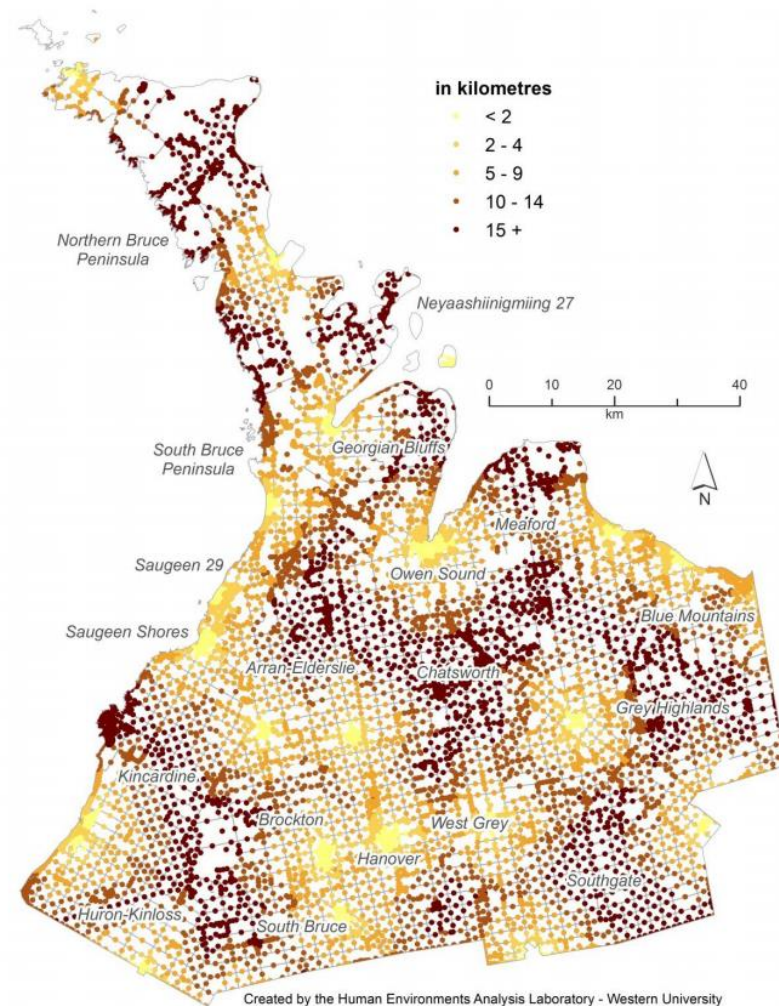 in kilometres
< 2
2 - 4
5 - 9
10 - 14
15 +
Northern Bruce
Peninsula
Neyaashiinigmiing 27
0 10 20 40
km
South Bruce
Peninsula
Georgian Bluffs
N
Meaford
Saugeen 29
Owen Sound
Blue Mountains
Saugeen Shores
Arran-Elderslie
Chatsworth
Grey Highlands
Kincardine
Brockton
West Grey
Hanover
Southgate
Huron-Kinloss
South Bruce
Created by the Human Environments Analysis Laboratory - Western University